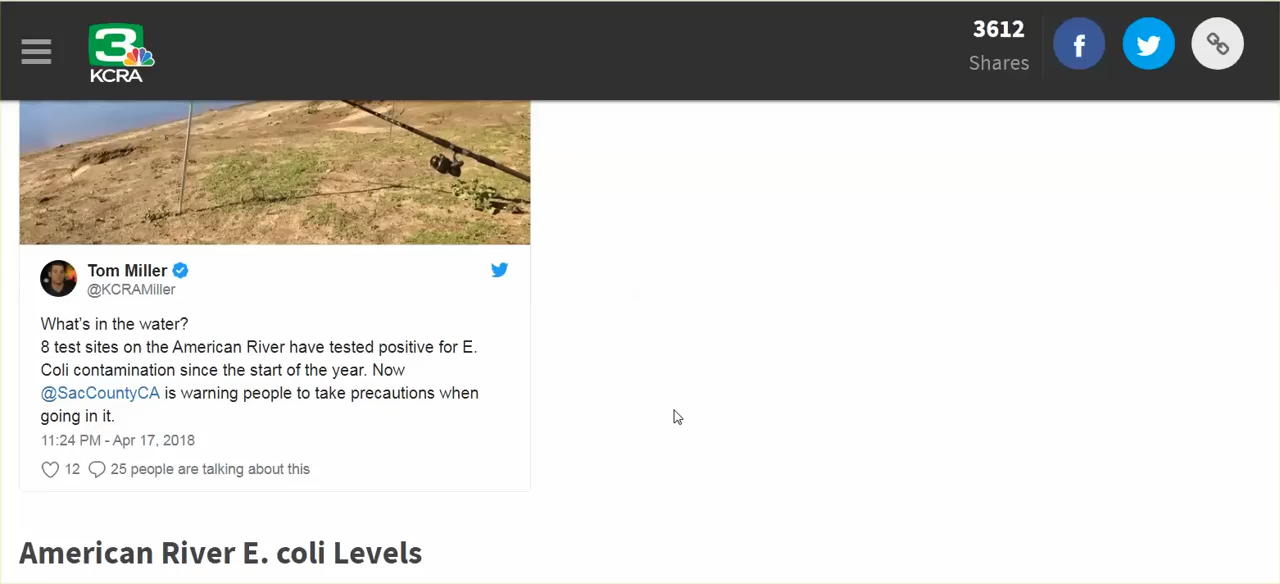 3
KCRA
3612
Shares
Tom Miller
@KCRAMiller
What's in the water?
8 test sites on the American River have tested positive for E.
Coli contamination since the start of the year. Now
@SacCountyCA is warning people to take precautions when
going in it.
11:24 PM - Apr 17, 2018
12 25 people are talking about this
American River E. coli Levels